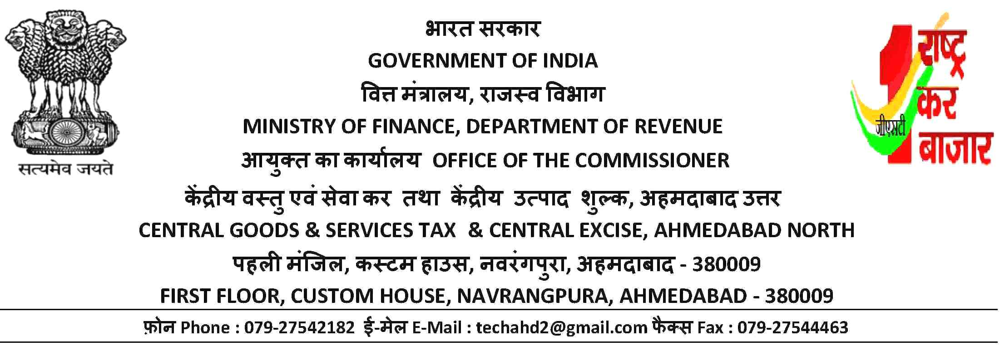 भारत सरकार
GOVERNMENT OF INDIA
वित्त मंत्रालय, राजस्व विभाग
MINISTRY OF FINANCE, DEPARTMENT OF REVENUE
आयुक्त का कार्यालय OFFICE OF THE COMMISSIONER
केंद्रीय वस्तु एवं सेवा कर तथा केंद्रीय उत्पाद शुल्क, अहमदाबाद उत्तर
CENTRAL GOODS & SERVICES TAX & CENTRAL EXCISE, AHMEDABAD NORTH
पहली मंजिल, कस्टम हाउस, नवरंगपुरा, अहमदाबाद - 380009
FIRST FLOOR, CUSTOM HOUSE, NAVRANGPURA, AHMEDABAD - 380009
फ़ोन Phone : 079-27542182 ई-मेल E-Mail : techahd2@gmail.com फैक्स Fax : 079-27544463
सत्यमेव जयते
1
राष्ट्र
कर
बाजार
जीएसटी